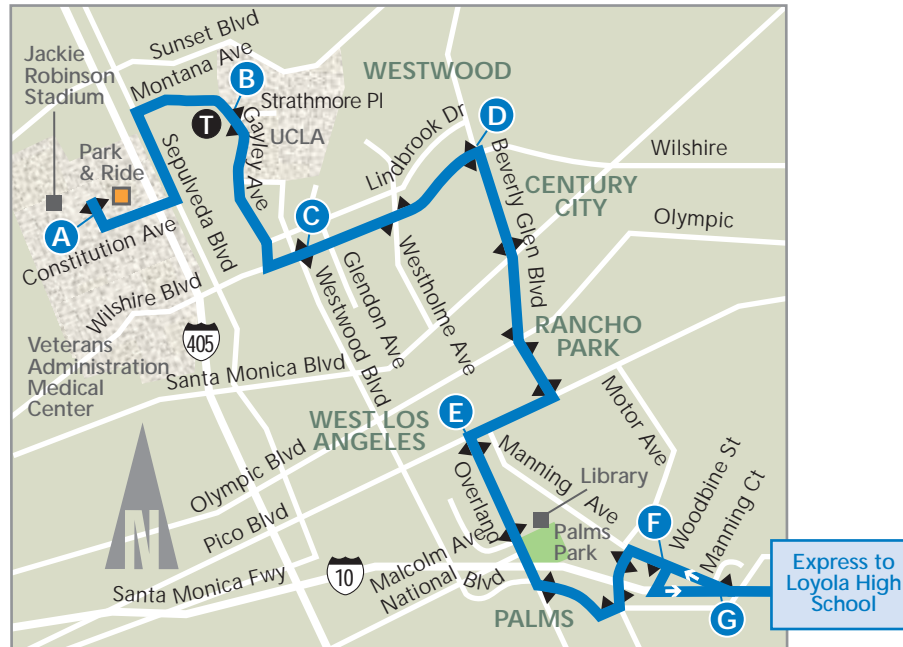 Sunset Blvd
Jackie
Robinson
Stadium
Montana Ave
B
WESTWOOD
Strathmore Pl
T
UCLA
Gayley Ave
Lindbrook Dr
D
Wilshire
Park
& Ride
Sepulveda Blvd
Beverly Glen Blvd
CENTURY
CITY
Olympic
A
Constitution Ave
C
Wilshire Blvd
Westwood Blvd
Glendon Ave
Westholme Ave
405
RANCHO
PARK
Veterans
Administration
Medical
Center
Santa Monica Blvd
WEST LOS
ANGELES
E
Motor Ave
Olympic Blvd
Overland
Manning Ave
Library
Woodbine St
Manning Ct
N
Pico Blvd
Palms
Park
F
Malcolm Ave
10
Santa Monica Fwy
National Blvd
PALMS
G
Express to
Loyola High
School